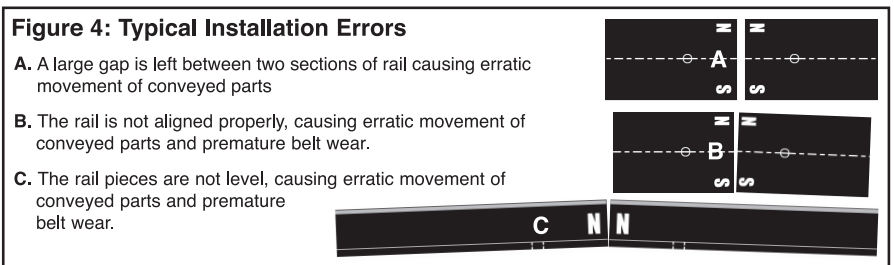 Figure 4: Typical Installation Errors
A. A large gap is left between two sections of rail causing erratic
movement of conveyed parts
B. The rail is not aligned properly, causing erratic movement of
conveyed parts and premature belt wear.
C. The rail pieces are not level, causing erratic movement of
conveyed parts and premature
belt wear.
N N
A
S S
N N
B
S S
C N N